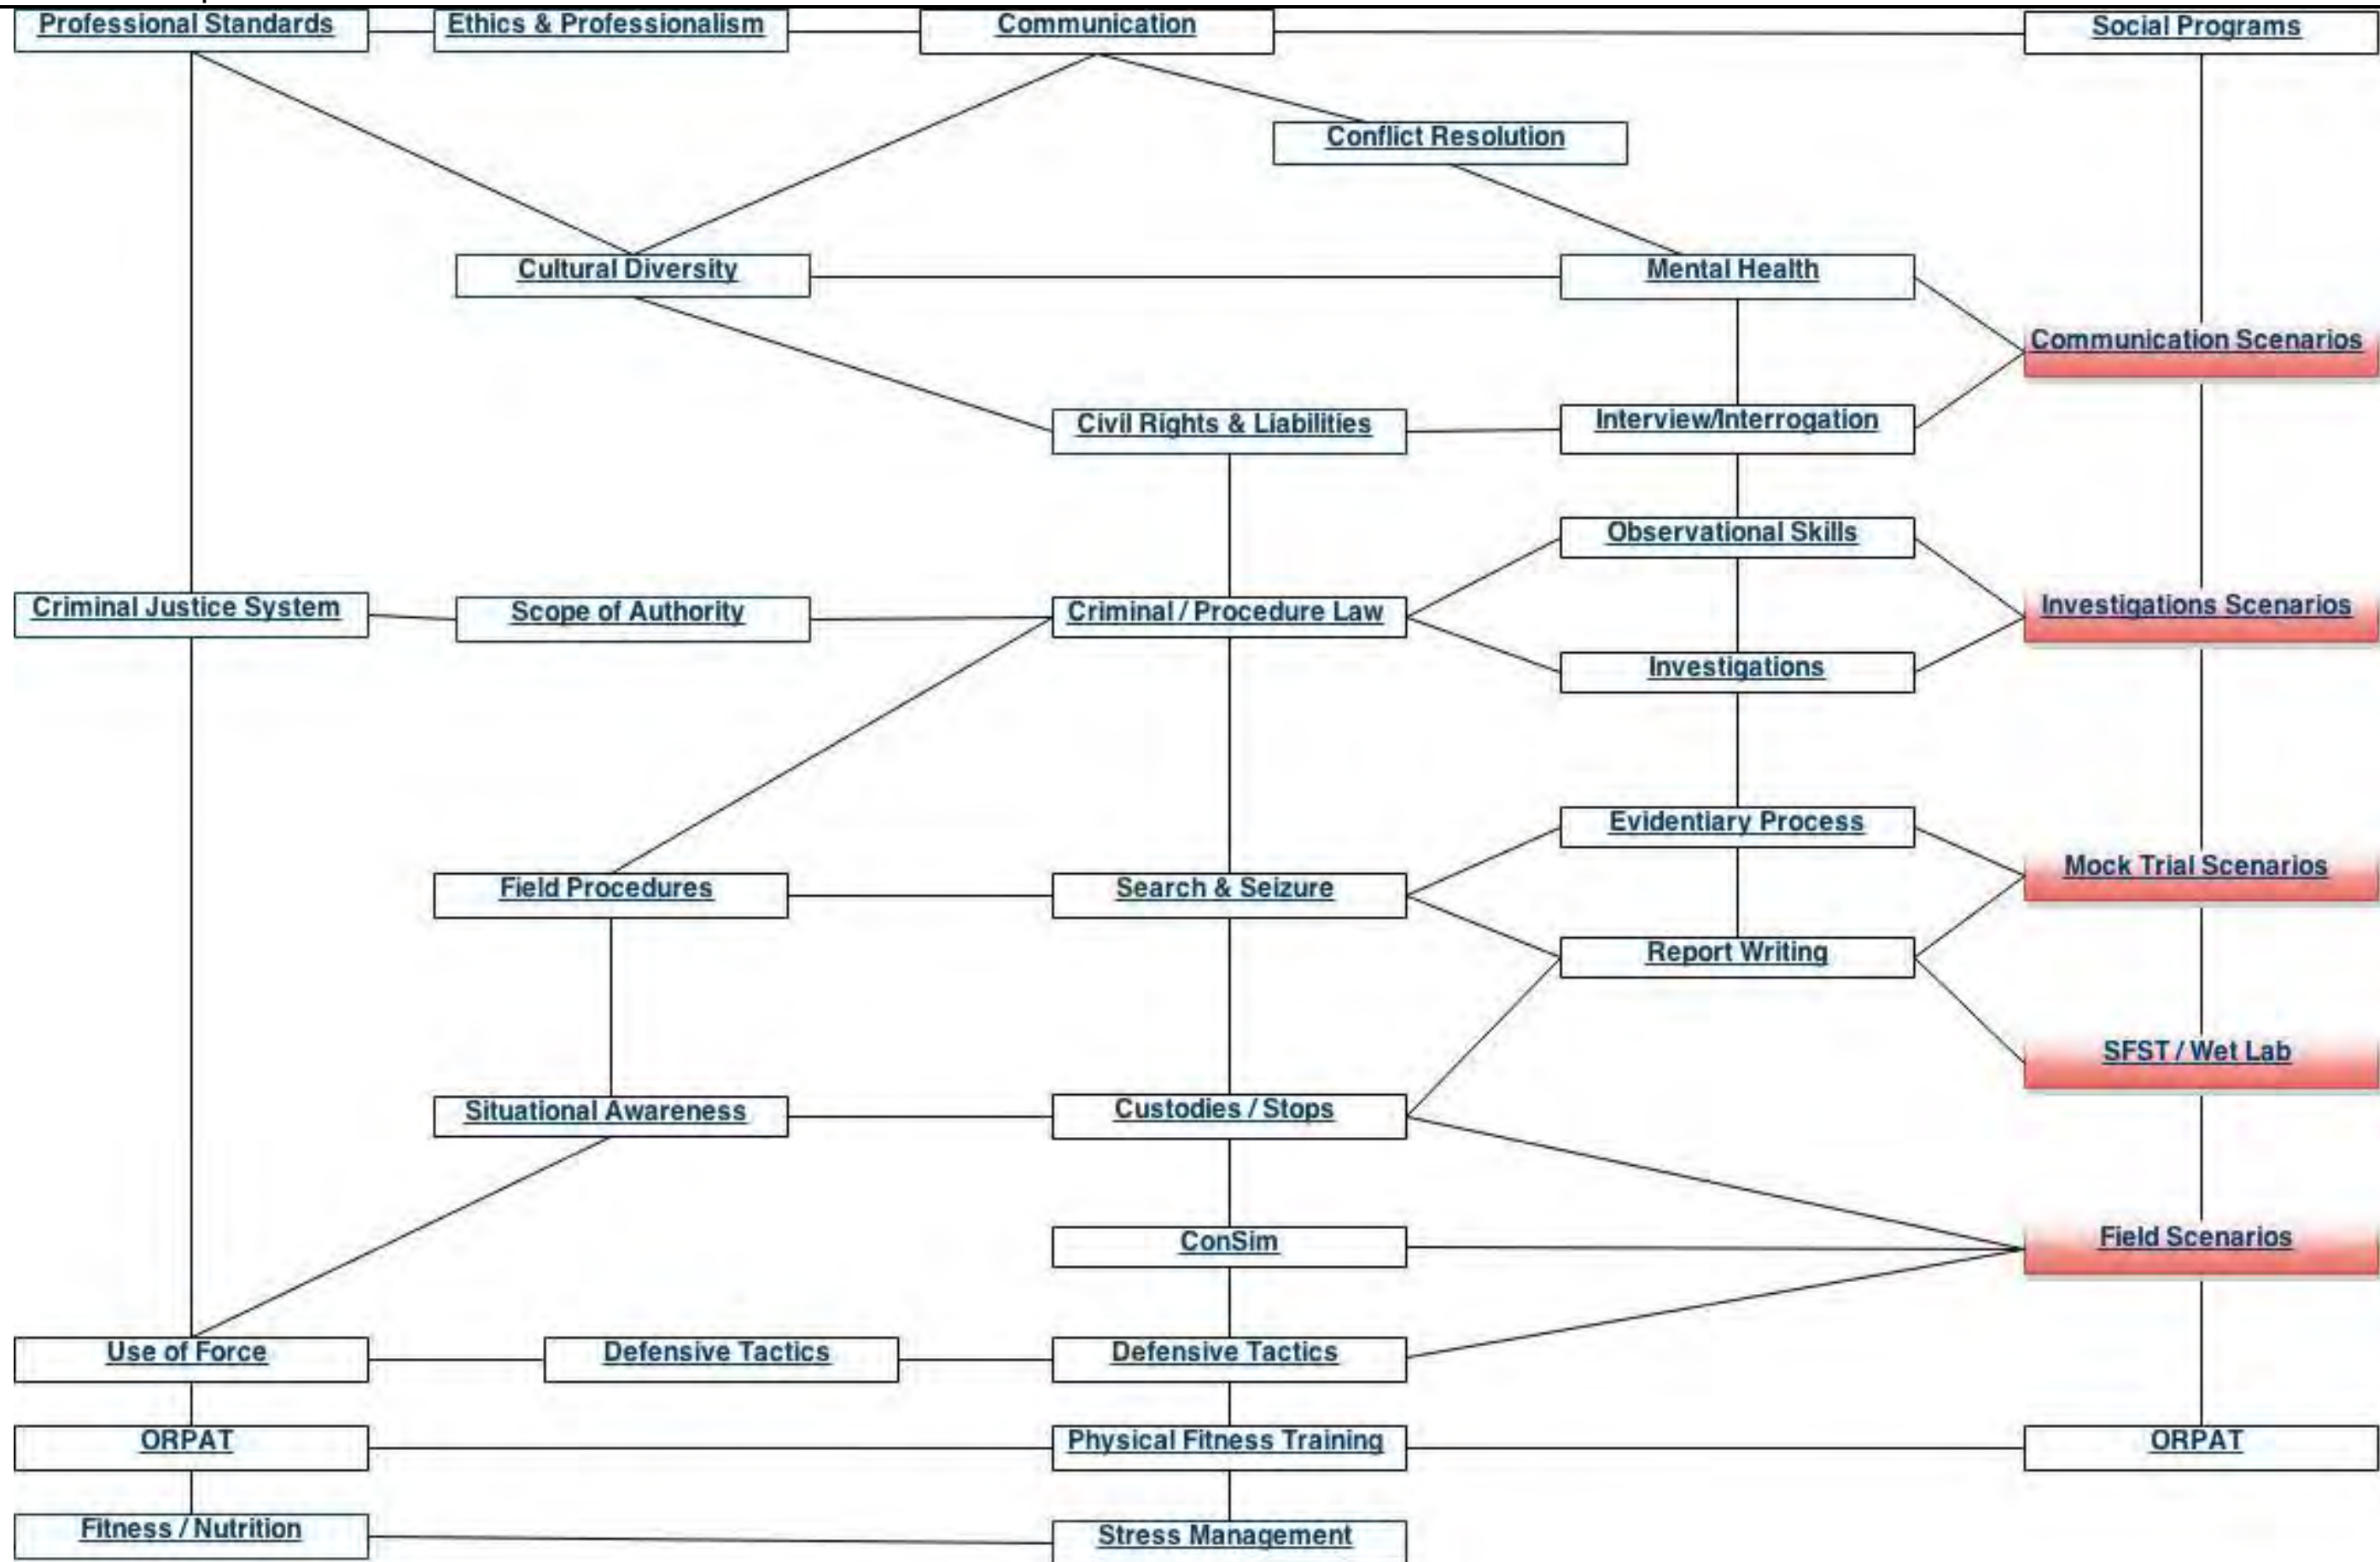 Professional Standards
Ethics & Professionalism
Communication
Social Programs
Conflict Resolution
Cultural Diversity
Mental Health
Communication Scenarios
Civil Rights & Liabilities
Interview/Interrogation
Observational Skills
Criminal Justice System
Scope of Authority
Criminal / Procedure Law
Investigations Scenarios
Investigations
Evidentiary Process
Mock Trial Scenarios
Field Procedures
Search & Seizure
Report Writing
SFST / Wet Lab
Situational Awareness
Custodies / Stops
ConSim
Field Scenarios
Use of Force
Defensive Tactics
Defensive Tactics
ORPAT
Physical Fitness Training
ORPAT
Fitness / Nutrition
Stress Management